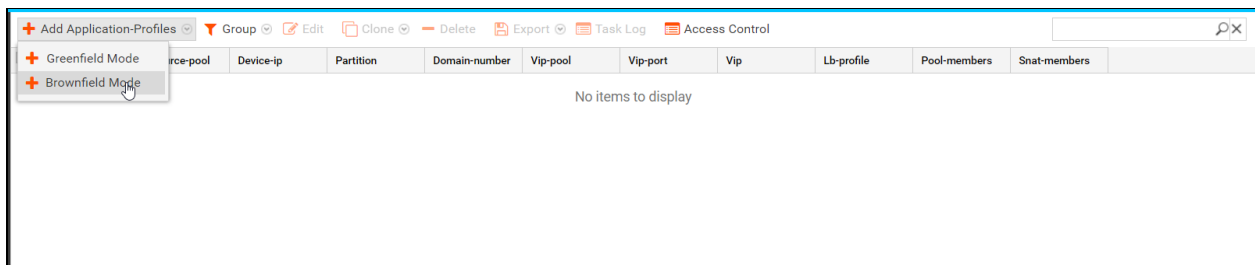 Add Application-Profiles Group Edit Clone Delete Export Task Log Access Control
Greenfield Mode
Brownfield Mode
rce-pool Device-ip Partition Domain-number Vip-pool Vip-port Vip Lb-profile Pool-members Snat-members
No items to display